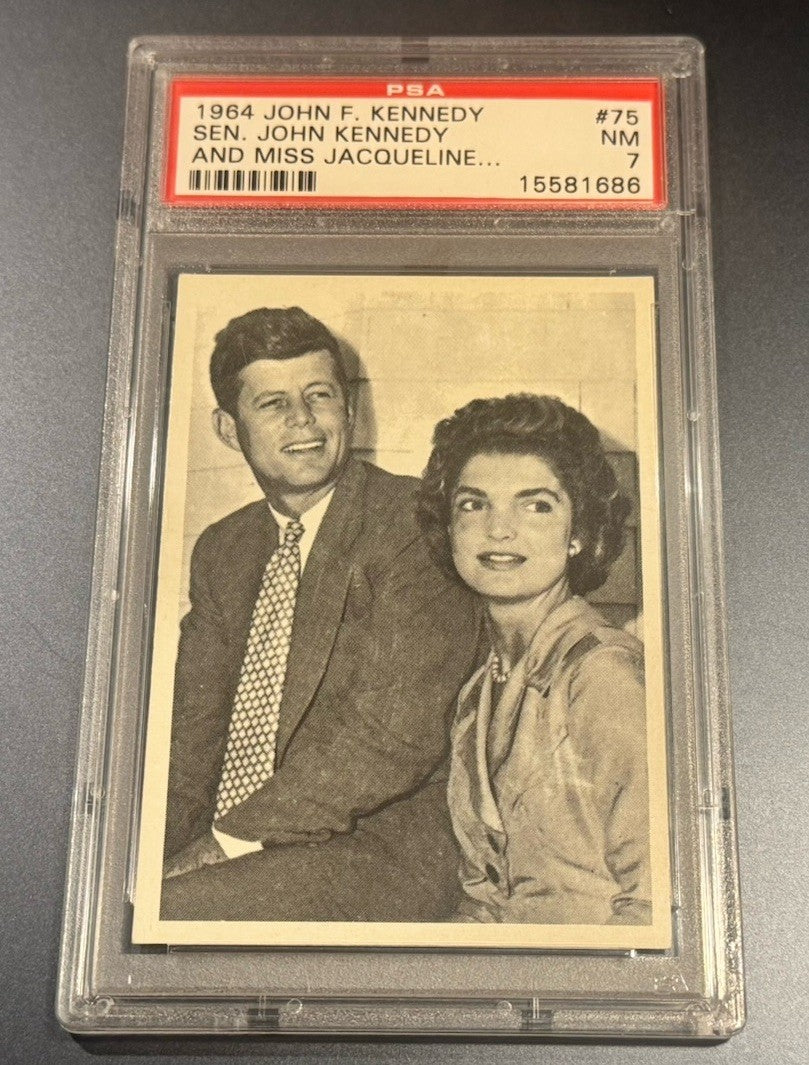 PSA
1964 JOHN F. KENNEDY #75
SEN. JOHN KENNEDY NM
AND MISS JACQUELINE... 7
15581686